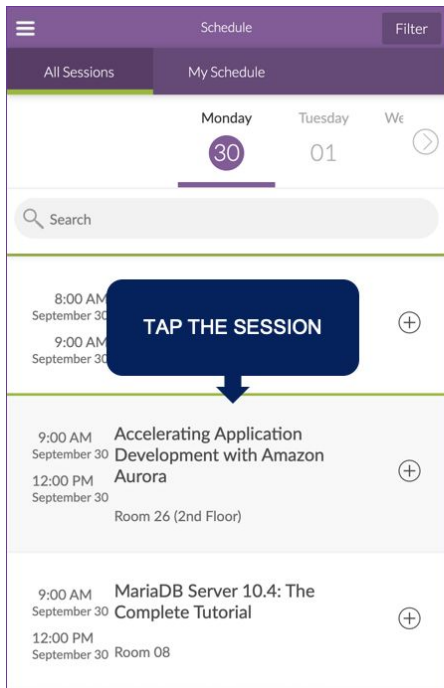 Schedule
Filter
All Sessions
My Schedule
Monday
Tuesday
We
30
01
Search
8:00 AM
September 30
9:00 AM
September 30
TAP THE SESSION
9:00 AM
September 30
12:00 PM
September 30
Accelerating Application
Development with Amazon
Aurora
Room 26 (2nd Floor)
9:00 AM
September 30
12:00 PM
September 30
MariaDB Server 10.4: The
Complete Tutorial
Room 08